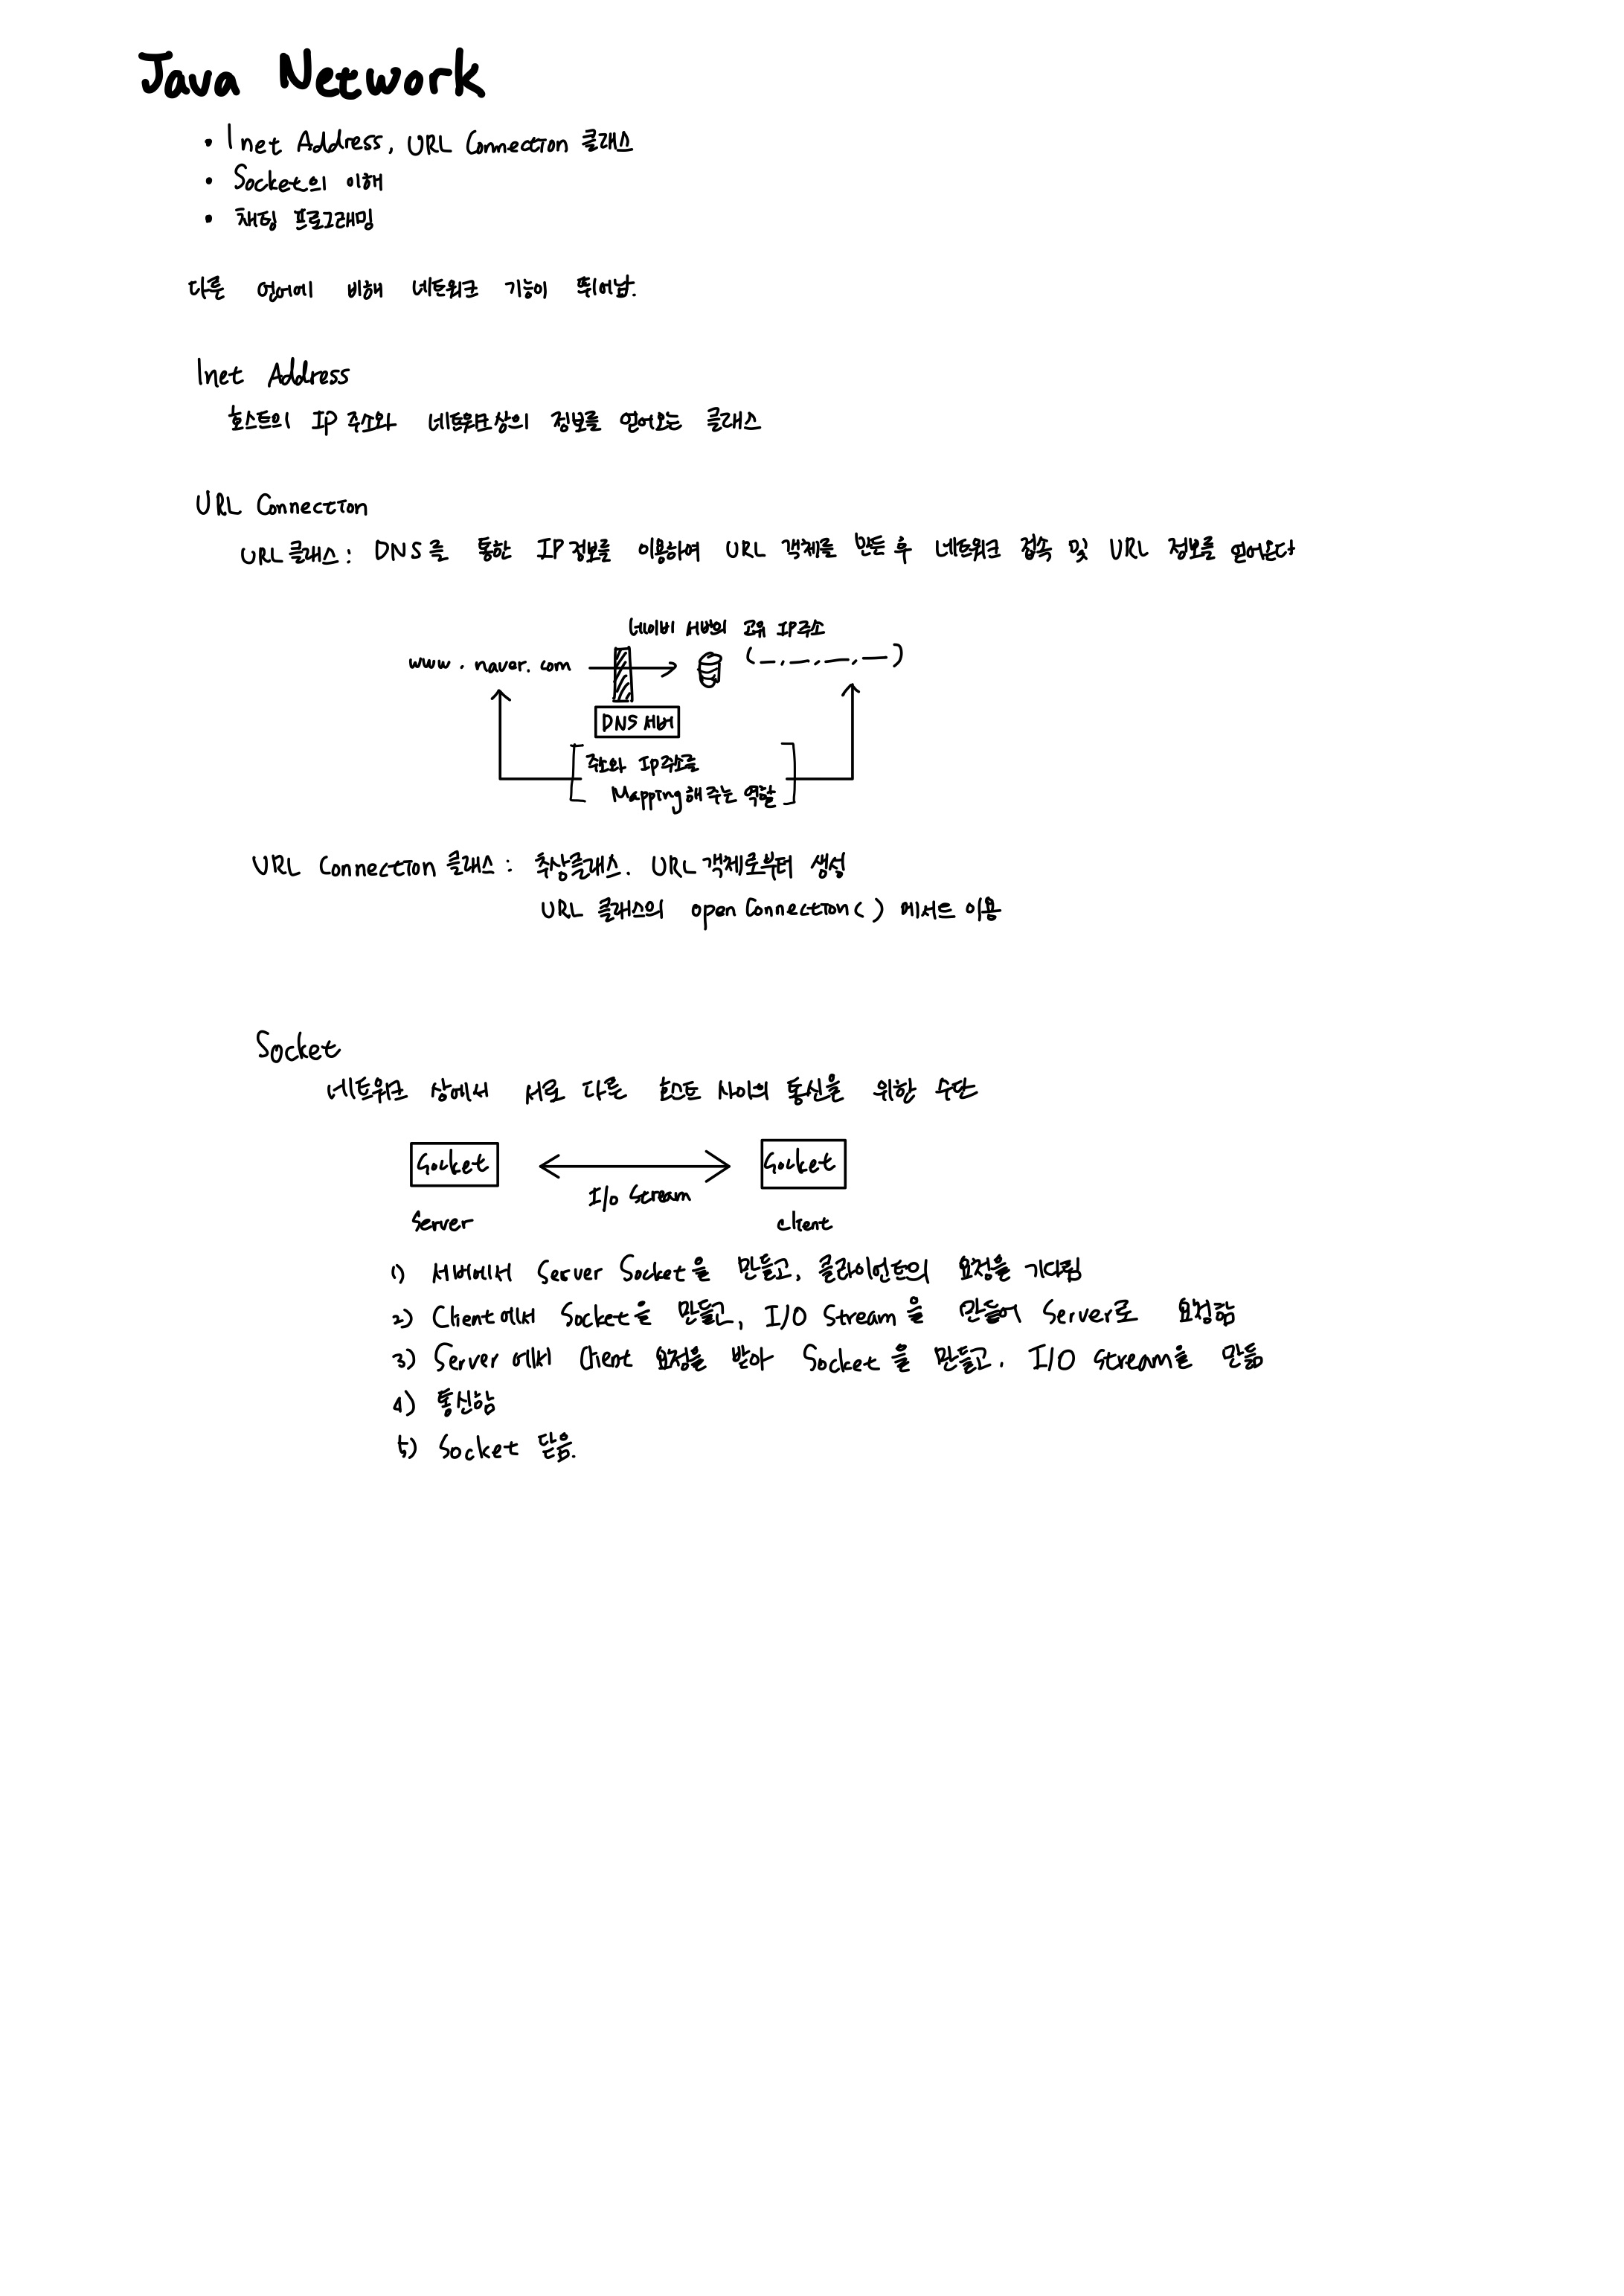 Java Network
• Inet Address, URL Connection 클래스
• Socket의 이해
• 채팅 프로그래밍
다른 언어에 비해 네트워크 기능이 뛰어남.
Inet Address
호스트의 IP 주소와 네트워크상의 정보를 얻어오는 클래스
URL Connection
URL 클래스 : DNS를 통한 IP 정보를 이용하여 URL 객체를 만든 후 네트워크 접속 및 URL 정보를 얻어온다
네이버 서버의 고유 IP주소
www.naver.com
(_._._._)
DNS 서버
주소와 IP주소를
Mapping해주는 역할
URL Connection 클래스 : 추상클래스. URL 객체로부터 생성
URL 클래스의 openConnection() 메서드 이용
Socket
네트워크 상에서 서로 다른 호스트 사이의 통신을 위한 수단
Socket Socket
I/O Stream
Server client
1) 서버에서 Server Socket을 만들고, 클라이언트의 요청을 기다림
2) Client에서 Socket을 만들고, I/O Stream을 만들어 Server로 요청함
3) Server에서 Client 요청을 받아 Socket을 만들고, I/O Stream을 만듦
4) 통신함
5) Socket 닫음.